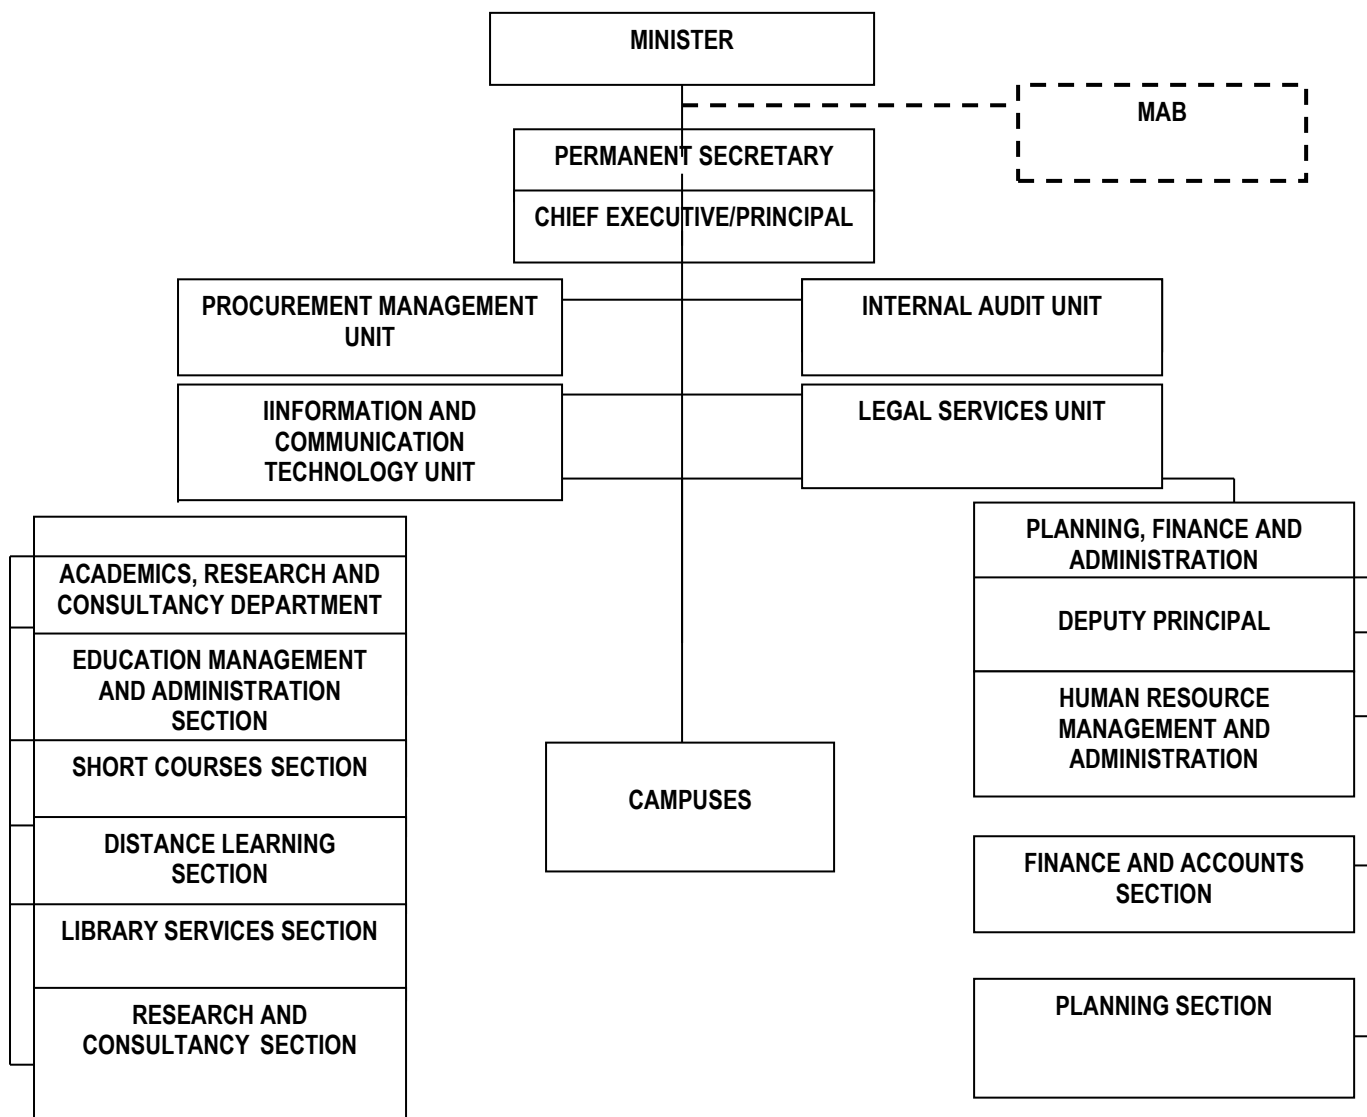 MINISTER
MAB
PERMANENT SECRETARY
CHIEF EXECUTIVE/PRINCIPAL
PROCUREMENT MANAGEMENT
UNIT
INTERNAL AUDIT UNIT
IINFORMATION AND
COMMUNICATION
TECHNOLOGY UNIT
LEGAL SERVICES UNIT
ACADEMICS, RESEARCH AND
CONSULTANCY DEPARTMENT
EDUCATION MANAGEMENT
AND ADMINISTRATION
SECTION
SHORT COURSES SECTION
DISTANCE LEARNING
SECTION
LIBRARY SERVICES SECTION
RESEARCH AND
CONSULTANCY SECTION
CAMPUSES
PLANNING, FINANCE AND
ADMINISTRATION
DEPUTY PRINCIPAL
HUMAN RESOURCE
MANAGEMENT AND
ADMINISTRATION
FINANCE AND ACCOUNTS
SECTION
PLANNING SECTION